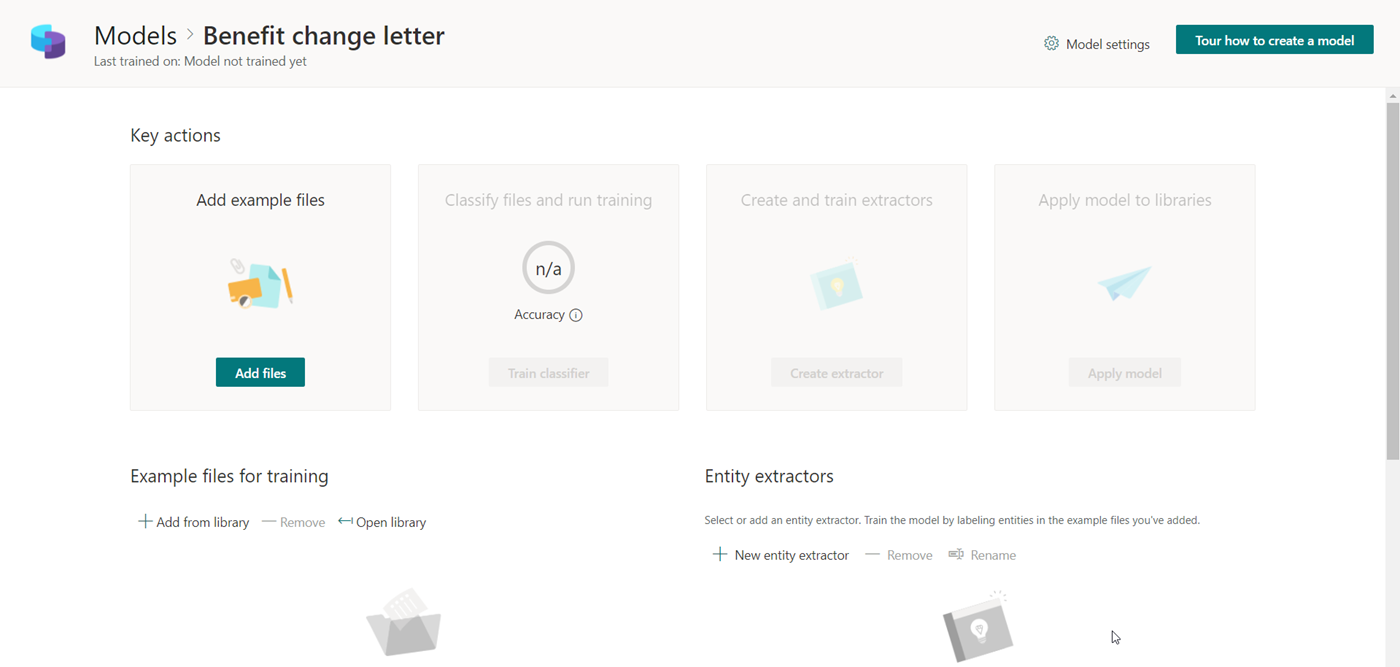 Models > Benefit change letter
Last trained on: Model not trained yet
Model settings
Tour how to create a model
Key actions
Add example files
Add files
Classify files and run training
n/a
Accuracy
Train classifier
Create and train extractors
Create extractor
Apply model to libraries
Apply model
Example files for training
Add from library
Remove
Open library
Entity extractors
Select or add an entity extractor. Train the model by labeling entities in the example files you've added.
New entity extractor
Remove
Rename